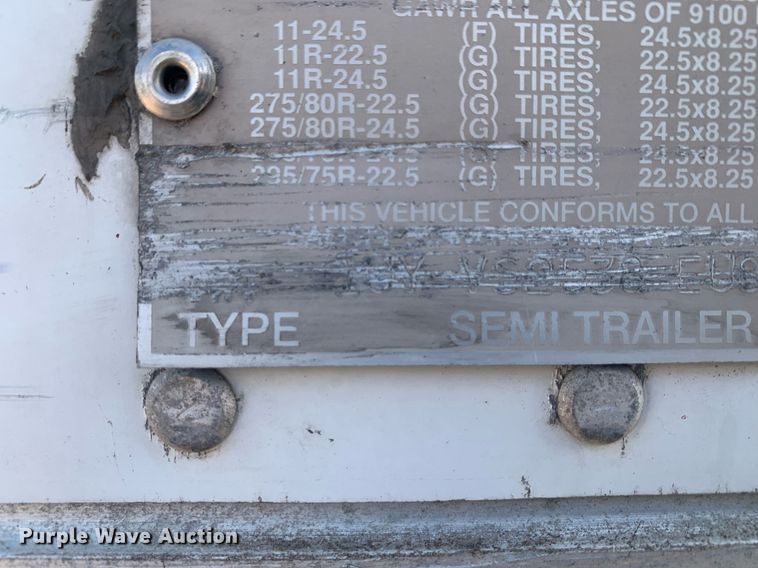 GAWR ALL AXLES OF 9100
11-24.5 (F) TIRES, 24.5x8.25
11R-22.5 (G) TIRES, 22.5x8.25
11R-24.5 (G) TIRES, 24.5x8.25
275/80R-22.5 (G) TIRES, 22.5x8.25
275/80R-24.5 (G) TIRES, 24.5x8.25
24.5x8.25
295/75R-22.5 (G) TIRES, 22.5x8.25
THIS VEHICLE CONFORMS TO ALL
TYPE SEMI TRAILER
Purple Wave Auction